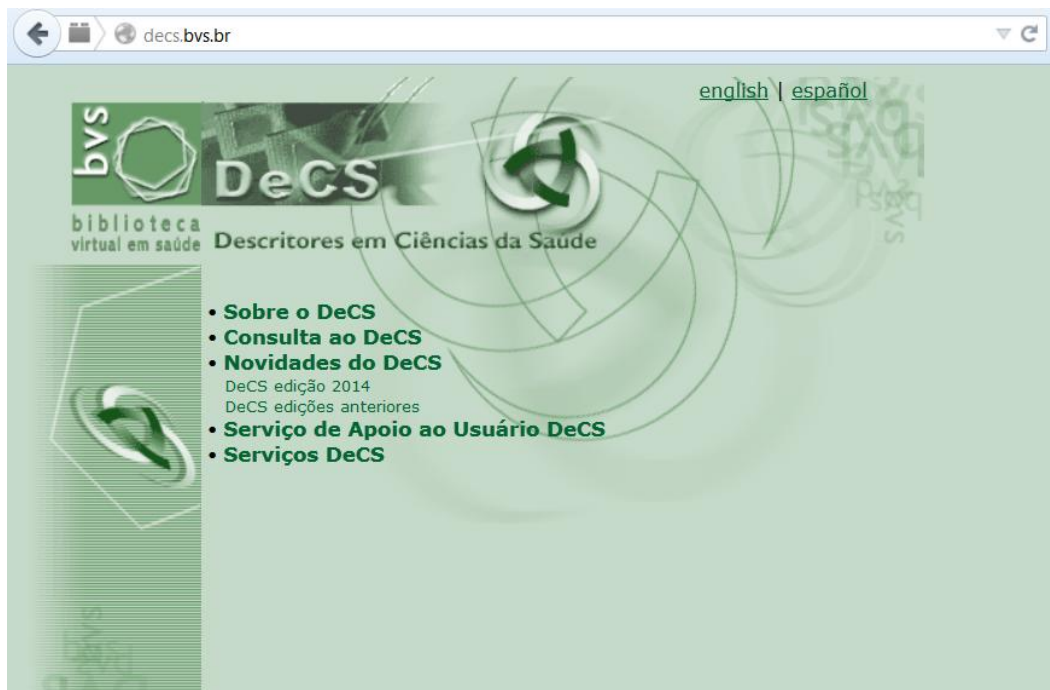 decs.bvs.br
english | español
bvs
DeCS
biblioteca
virtual em saúde
Descritores em Ciências da Saúde
• Sobre o DeCS
• Consulta ao DeCS
• Novidades do DeCS
DeCS edição 2014
DeCS edições anteriores
• Serviço de Apoio ao Usuário DeCS
• Serviços DeCS